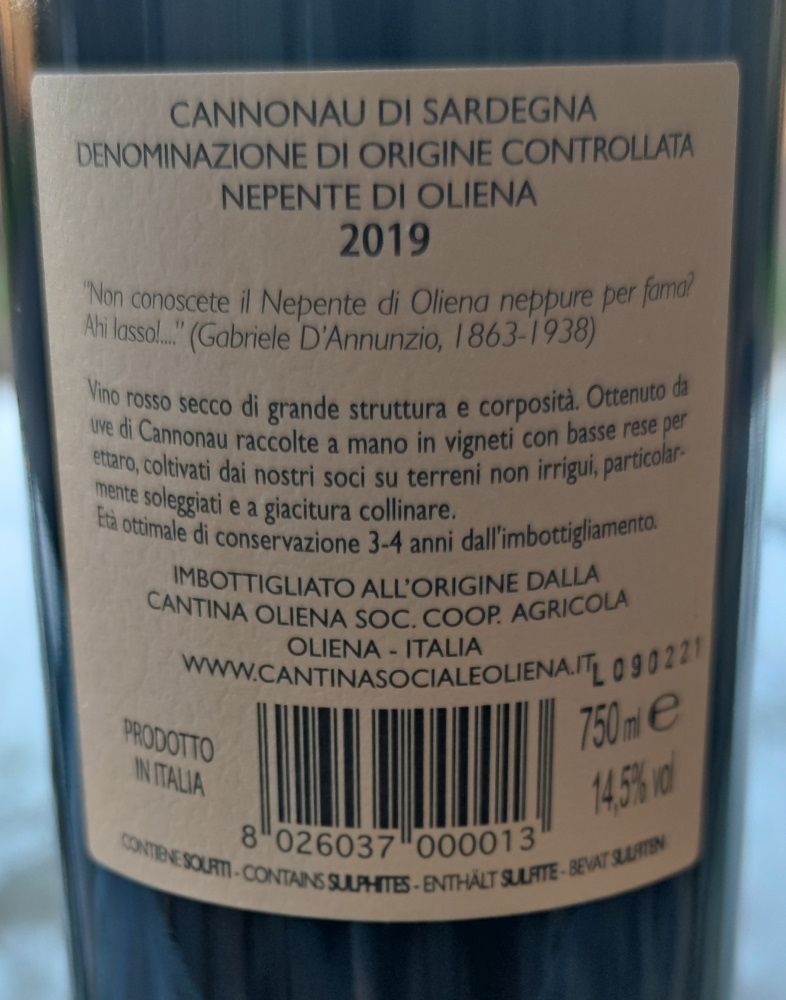 CANNONAU DI SARDEGNA
DENOMINAZIONE DI ORIGINE CONTROLLATA
NEPENTE DI OLIENA
2019
"Non conoscete il Nepente di Oliena neppure per fama?
Ahi lasso!...." (Gabriele D'Annunzio, 1863-1938)
Vino rosso secco di grande struttura e corposità. Ottenuto da
uve di Cannonau raccolte a mano in vigneti con basse rese per
ettaro, coltivati dai nostri soci su terreni non irrigui, particolar-
mente soleggiati e a giacitura collinare.
Età ottimale di conservazione 3-4 anni dall'imbottigliamento.
IMBOTTIGLIATO ALL'ORIGINE DALLA
CANTINA OLIENA SOC. COOP. AGRICOLA
OLIENA - ITALIA
WWW.CANTINASOCIALEOLIENA.IT
L 090221
PRODOTTO
IN ITALIA
750 ml e
14,5% vol
8 026037 000013
CONTIENE SOLFITI - CONTAINS SULPHITES - ENTHÄLT SULFITE - BEVAT SULFITEN